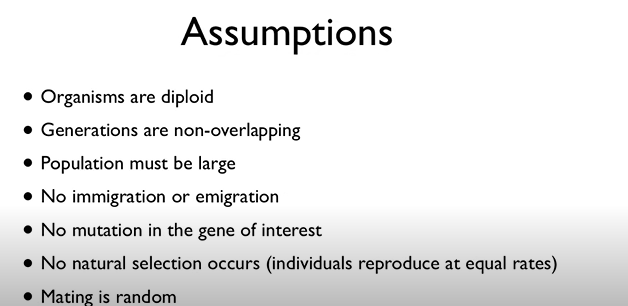 Assumptions
• Organisms are diploid
• Generations are non-overlapping
• Population must be large
• No immigration or emigration
• No mutation in the gene of interest
• No natural selection occurs (individuals reproduce at equal rates)
• Mating is random